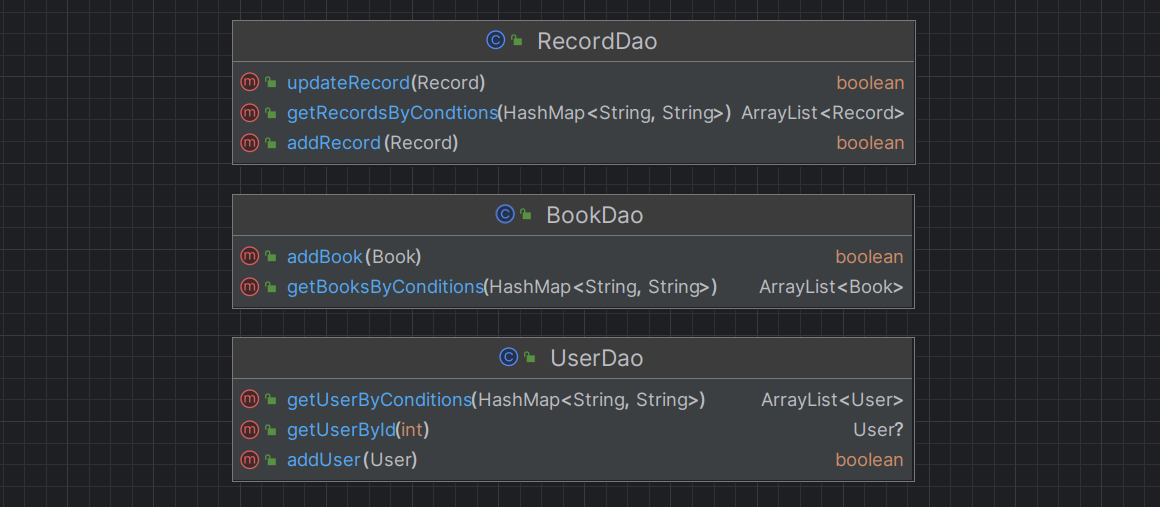 RecordDao
updateRecord(Record) boolean
getRecordsByCondtions(HashMap<String, String>) ArrayList<Record>
addRecord(Record) boolean
BookDao
addBook(Book) boolean
getBooksByConditions(HashMap<String, String>) ArrayList<Book>
UserDao
getUserByConditions(HashMap<String, String>) ArrayList<User>
getUserById(int) User?
addUser(User) boolean